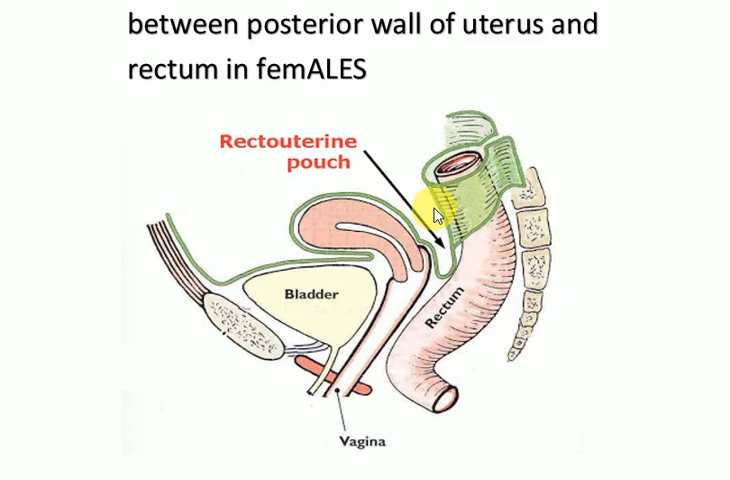 between posterior wall of uterus and
rectum in femALES
Rectouterine
pouch
Bladder
Rectum
Vagina